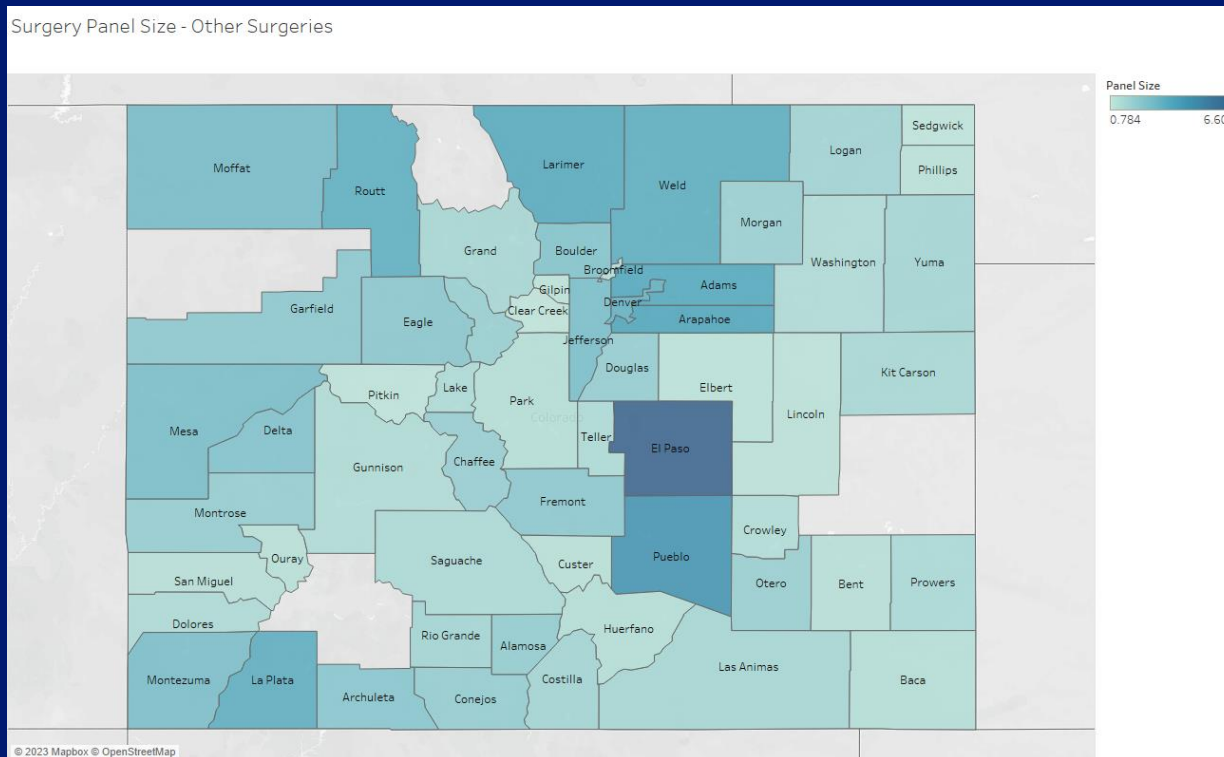 Surgery Panel Size - Other Surgeries
Panel Size
0.784 6.60
Sedgwick
Logan
Phillips
Moffat
Larimer
Routt
Weld
Morgan
Grand
Boulder
Washington
Yuma
Broomfield
Adams
Gilpin
Garfield
Denver
Clear Creek
Eagle
Arapahoe
Jefferson
Douglas
Kit Carson
Lake
Elbert
Pitkin
Park
Lincoln
Colorado
Mesa
Delta
Teller
El Paso
Chaffee
Gunnison
Fremont
Montrose
Crowley
Pueblo
Ouray
Saguache
Custer
San Miguel
Otero
Bent
Prowers
Dolores
Huerfano
Rio Grande
Alamosa
Las Animas
Montezuma
La Plata
Costilla
Baca
Archuleta
Conejos
© 2023 Mapbox © OpenStreetMap